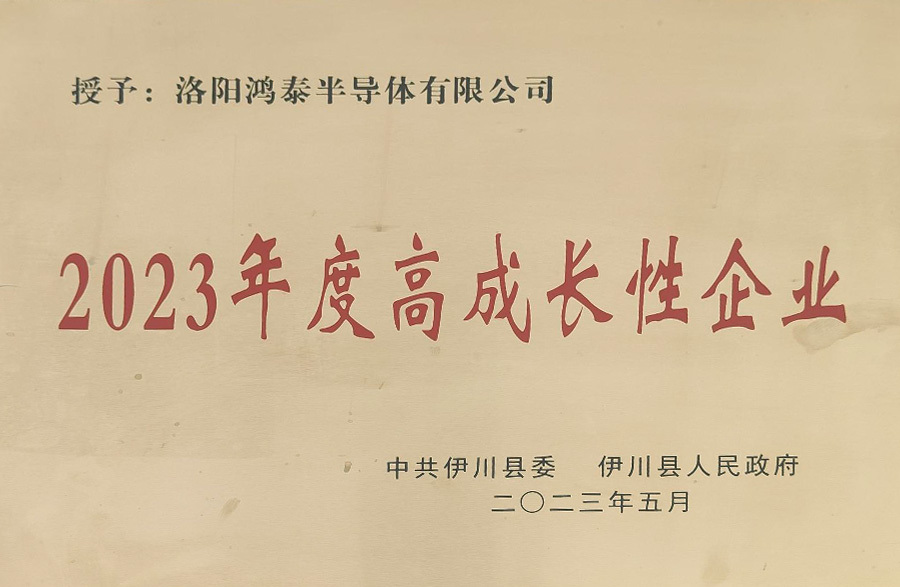 授予：洛阳鸿泰半导体有限公司
2023年度高成长性企业
中共伊川县委 伊川县人民政府
二〇二三年五月